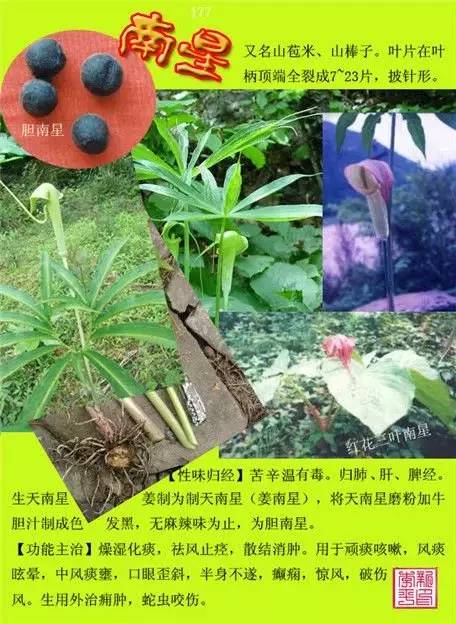 177
南星
又名山苞米、山棒子。叶片在叶
柄顶端全裂成7~23片，披针形。
胆南星
红花三叶南星
【性味归经】苦辛温有毒。归肺、肝、脾经。
生天南星 姜制为制天南星（姜南星），将天南星磨粉加牛
胆汁制成色 发黑，无麻辣味为止，为胆南星。
【功能主治】燥湿化痰，祛风止痉，散结消肿。用于顽痰咳嗽，风痰
眩晕，中风痰壅，口眼歪斜，半身不遂，癫痫，惊风，破伤
风。生用外治痈肿，蛇虫咬伤。